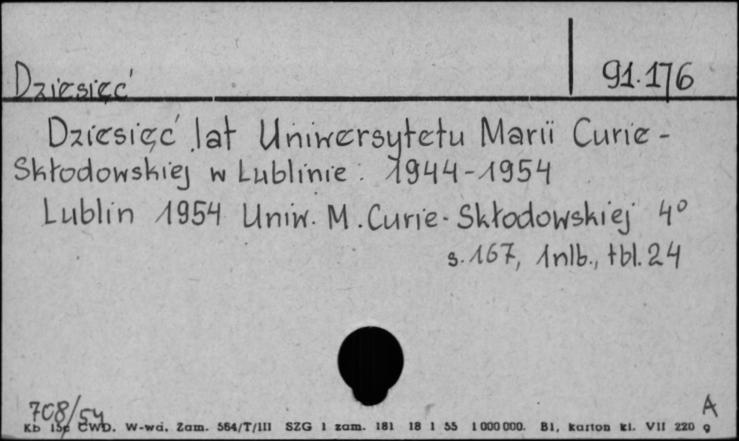 Dziesięć 91.176
Dziesięć lat Uniwersytetu Marii Curie-
Skłodowskiej w Lublinie : 1944-1954
Lublin 1954 Uniw. M. Curie-Skłodowskiej 4°
s. 167, 1nlb., tbl. 24
708/54 A
Kb 15p CWD. W-wa. Zam. 564/T/III SZG 1 zam. 181 18 1 55 1 000 000. B1, karton kl. VII 220 g